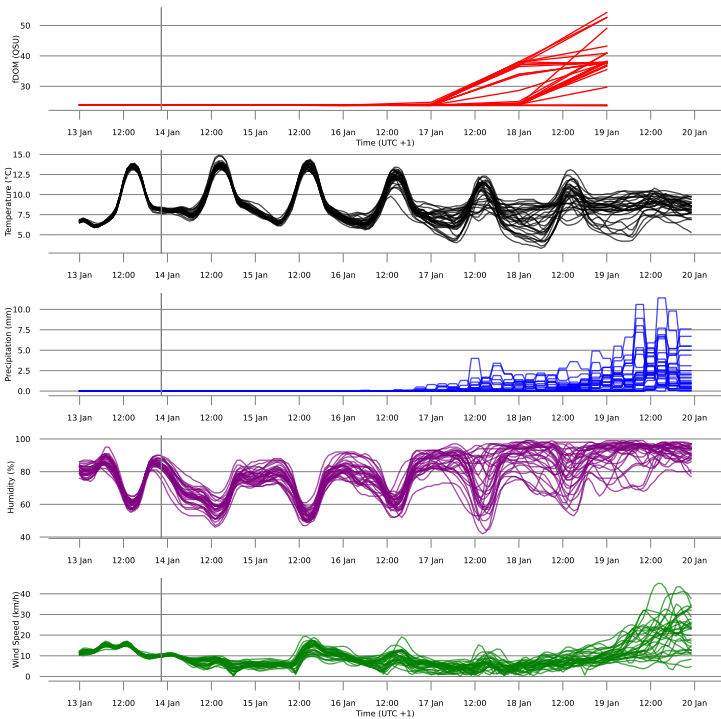 fDOM (QSU)
50
40
30
13 Jan 12:00 14 Jan 12:00 15 Jan 12:00 16 Jan 12:00 17 Jan 12:00 18 Jan 12:00 19 Jan 12:00 20 Jan
Time (UTC +1)
Temperature (°C)
15.0
12.5
10.0
7.5
5.0
13 Jan 12:00 14 Jan 12:00 15 Jan 12:00 16 Jan 12:00 17 Jan 12:00 18 Jan 12:00 19 Jan 12:00 20 Jan
Precipitation (mm)
10.0
7.5
5.0
2.5
0.0
13 Jan 12:00 14 Jan 12:00 15 Jan 12:00 16 Jan 12:00 17 Jan 12:00 18 Jan 12:00 19 Jan 12:00 20 Jan
Humidity (%)
100
80
60
40
13 Jan 12:00 14 Jan 12:00 15 Jan 12:00 16 Jan 12:00 17 Jan 12:00 18 Jan 12:00 19 Jan 12:00 20 Jan
Wind Speed (km/h)
40
30
20
10
0
13 Jan 12:00 14 Jan 12:00 15 Jan 12:00 16 Jan 12:00 17 Jan 12:00 18 Jan 12:00 19 Jan 12:00 20 Jan
Time (UTC +1)